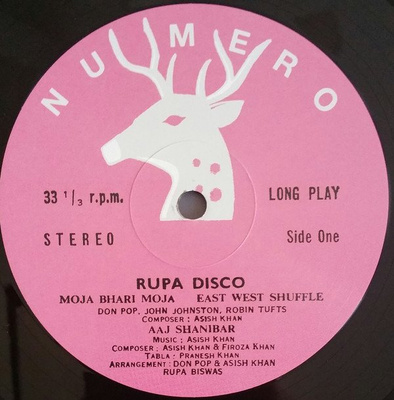 NUMERO
33 1/3 r.p.m. LONG PLAY
STEREO Side One
RUPA DISCO
MOJA BHARI MOJA EAST WEST SHUFFLE
DON POP, JOHN JOHNSTON, ROBIN TUFTS
COMPOSER : ASISH KHAN
AAJ SHANIBAR
MUSIC : ASISH KHAN
COMPOSER : ASISH KHAN & FIROZA KHAN
TABLA : PRANESH KHAN
ARRANGEMENT : DON POP & ASISH KHAN
RUPA BISWAS